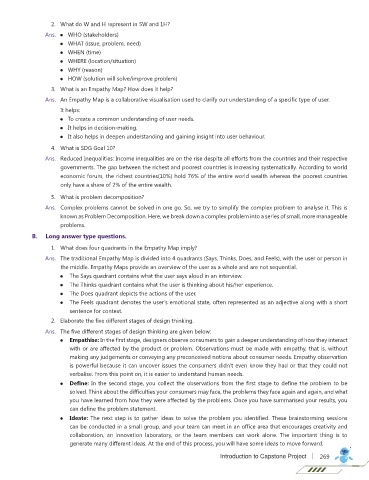 2. What do W and H represent in 5W and 1H?
Ans. • WHO (stakeholders)
• WHAT (issue, problem, need)
• WHEN (time)
• WHERE (location/situation)
• WHY (reason)
• HOW (solution will solve/improve problem)
3. What is an Empathy Map? How does it help?
Ans. An Empathy Map is a collaborative visualisation used to clarify our understanding of a specific type of user.
It helps:
• To create a common understanding of user needs.
• It helps in decision-making.
• It also helps in deepen understanding and gaining insight into user behaviour.
4. What is SDG Goal 10?
Ans. Reduced Inequalities: Income inequalities are on the rise despite all efforts from the countries and their respective
governments. The gap between the richest and poorest countries is increasing systematically. According to world
economic forum, the richest countries(10%) hold 76% of the entire world wealth whereas the poorest countries
only have a share of 2% of the entire wealth.
5. What is problem decomposition?
Ans. Complex problems cannot be solved in one go. So, we try to simplify the complex problem to analyse it. This is
known as Problem Decomposition. Here, we break down a complex problem into a series of small, more manageable
problems.
B. Long answer type questions.
1. What does four quadrants in the Empathy Map imply?
Ans. The traditional Empathy Map is divided into 4 quadrants (Says, Thinks, Does, and Feels), with the user or person in
the middle. Empathy Maps provide an overview of the user as a whole and are not sequential.
• The Says quadrant contains what the user says aloud in an interview.
• The Thinks quadrant contains what the user is thinking about his/her experience.
• The Does quadrant depicts the actions of the user.
• The Feels quadrant denotes the user's emotional state, often represented as an adjective along with a short
sentence for context.
2. Elaborate the five different stages of design thinking.
Ans. The five different stages of design thinking are given below:
• Empathise: In the first stage, designers observe consumers to gain a deeper understanding of how they interact
with or are affected by the product or problem. Observations must be made with empathy, that is, without
making any judgements or conveying any preconceived notions about consumer needs. Empathy observation
is powerful because it can uncover issues the consumers didn't even know they had or that they could not
verbalise. From this point on, it is easier to understand human needs.
• Define: In the second stage, you collect the observations from the first stage to define the problem to be
solved. Think about the difficulties your consumers may face, the problems they face again and again, and what
you have learned from how they were affected by the problems. Once you have summarised your results, you
can define the problem statement.
• Ideate: The next step is to gather ideas to solve the problem you identified. These brainstorming sessions
can be conducted in a small group, and your team can meet in an office area that encourages creativity and
collaboration, an innovation laboratory, or the team members can work alone. The important thing is to
generate many different ideas. At the end of this process, you will have some ideas to move forward.
Introduction to Capstone Project | 269